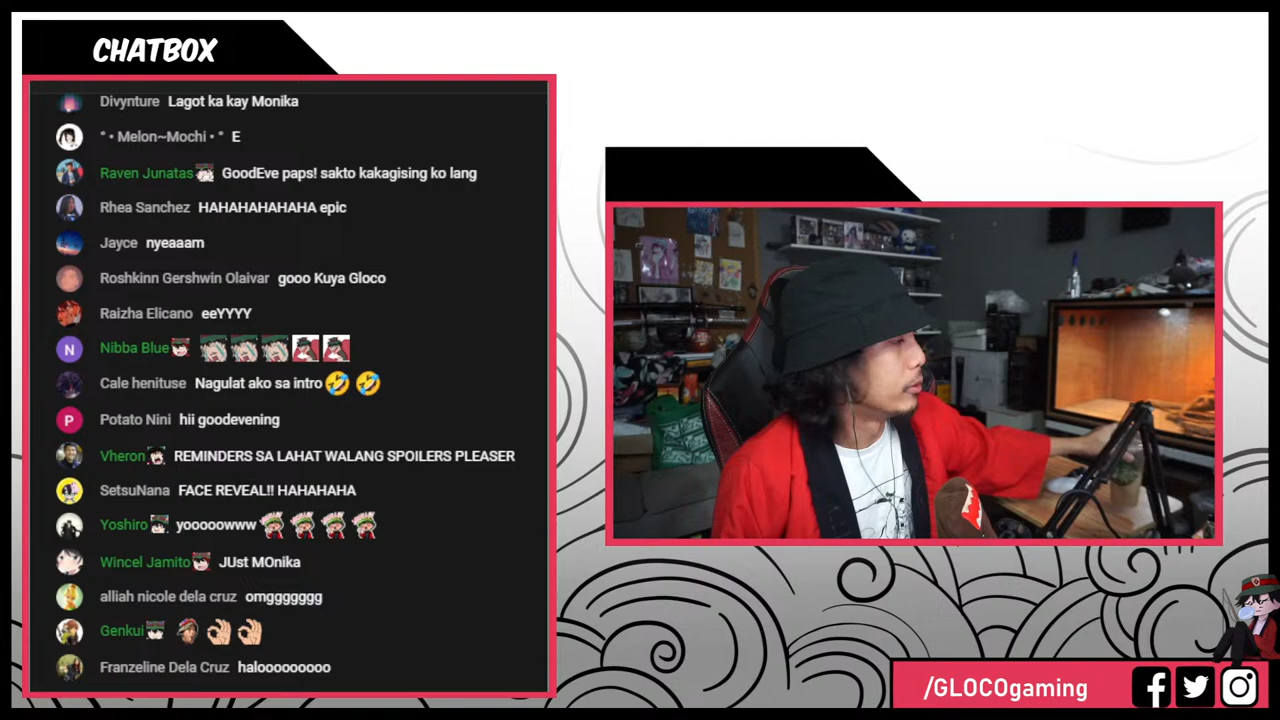 CHATBOX
Divynture Lagot ka kay Monika
° • Melon~Mochi • ° E
Raven Junatas GoodEve paps! sakto kakagising ko lang
Rhea Sanchez HAHAHAHAHAHA epic
Jayce nyeaaam
Roshkinn Gershwin Olaivar gooo Kuya Gloco
Raizha Elicano eeYYYY
N Nibba Blue
Cale henituse Nagulat ako sa intro 🤣 🤣
P Potato Nini hii goodevening
Vheron REMINDERS SA LAHAT WALANG SPOILERS PLEASER
SetsuNana FACE REVEAL!! HAHAHAHA
Yoshiro yooooowww
Wincel Jamito JUst MOnika
alliah nicole dela cruz omggggggg
Genkui 👌 👌
Franzeline Dela Cruz halooooooooo
/GLOCOgaming